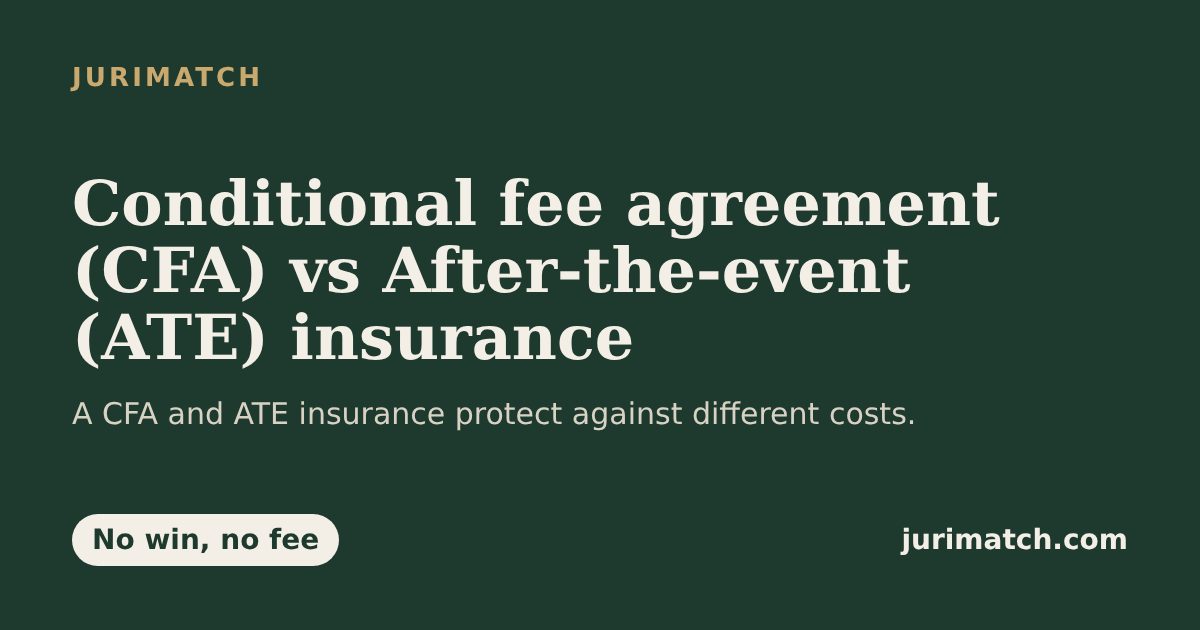 JURIMATCH
Conditional fee agreement
(CFA) vs After-the-event
(ATE) insurance
A CFA and ATE insurance protect against different costs.
No win, no fee
jurimatch.com